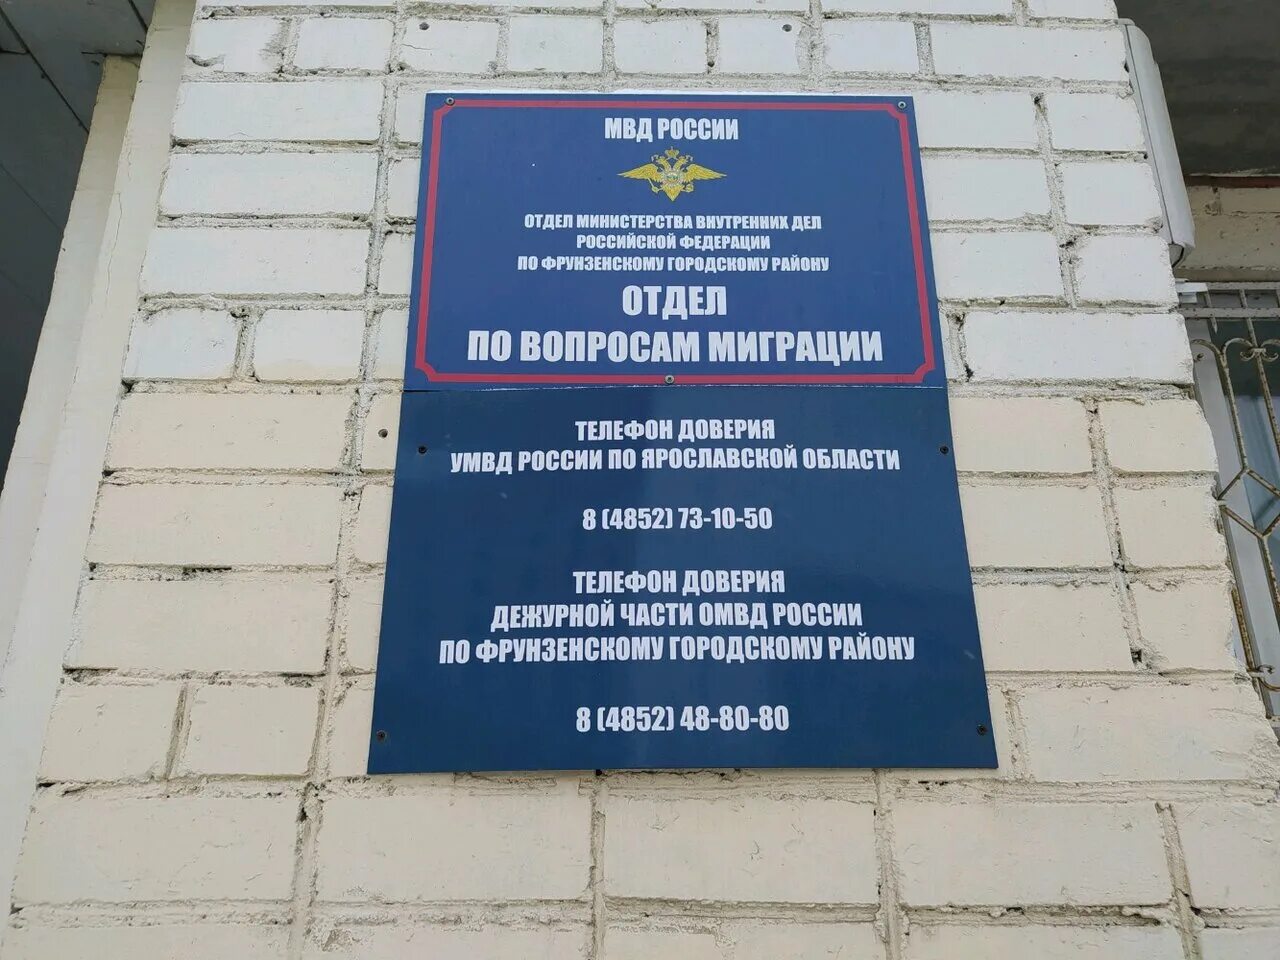 МВД РОССИИ
ОТДЕЛ МИНИСТЕРСТВА ВНУТРЕННИХ ДЕЛ
РОССИЙСКОЙ ФЕДЕРАЦИИ
ПО ФРУНЗЕНСКОМУ ГОРОДСКОМУ РАЙОНУ
ОТДЕЛ
ПО ВОПРОСАМ МИГРАЦИИ
ТЕЛЕФОН ДОВЕРИЯ
УМВД РОССИИ ПО ЯРОСЛАВСКОЙ ОБЛАСТИ
8 (4852) 73-10-50
ТЕЛЕФОН ДОВЕРИЯ
ДЕЖУРНОЙ ЧАСТИ ОМВД РОССИИ
ПО ФРУНЗЕНСКОМУ ГОРОДСКОМУ РАЙОНУ
8 (4852) 48-80-80